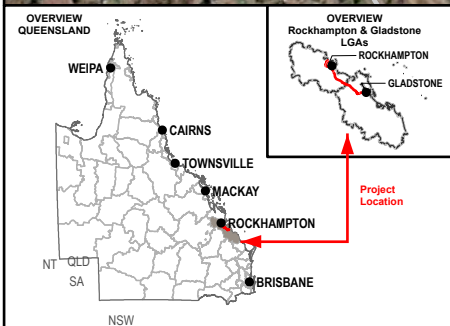 OVERVIEW
QUEENSLAND
WEIPA
CAIRNS
TOWNSVILLE
MACKAY
ROCKHAMPTON
BRISBANE
NT
QLD
SA
NSW
OVERVIEW
Rockhampton & Gladstone
LGAs
ROCKHAMPTON
GLADSTONE
Project
Location